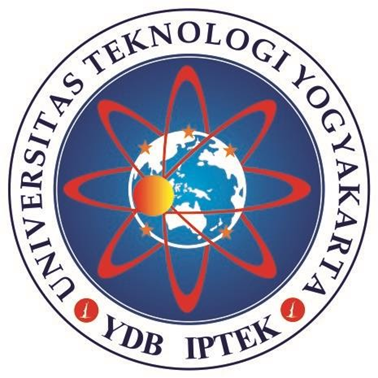 UNIVERSITAS TEKNOLOGI YOGYAKARTA
YDB IPTEK